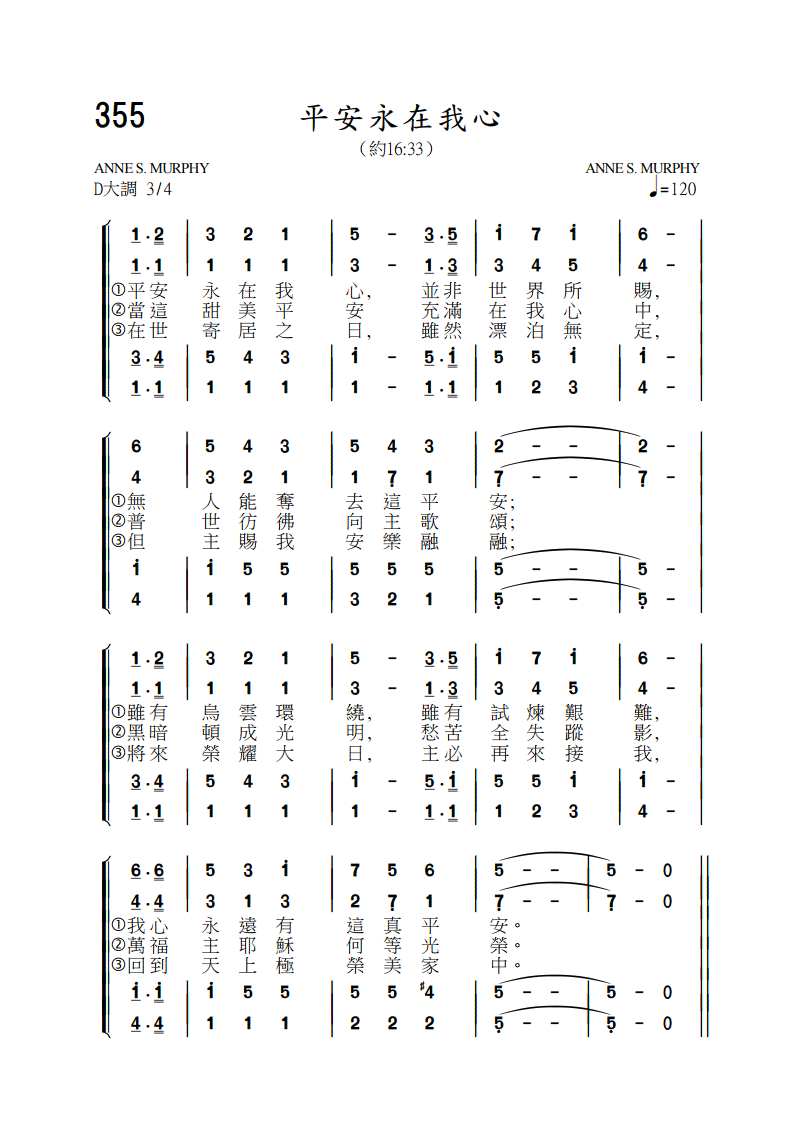 355
平安永在我心
（約16:33）
ANNE S. MURPHY ANNE S. MURPHY
D大調 3/4 ♩=120
1̲.2̳ | 3 2 1 | 5 - 3̲.5̳ | i 7 i | 6 - |
1̲.1̳ | 1 1 1 | 3 - 1̲.3̳ | 3 4 5 | 4 - |
①平安 永在我 心, 並非 世界所 賜,
②當這 甜美平 安 充滿 在我心 中,
③在世 寄居之 日, 雖然 漂泊無 定,
3̲.4̳ | 5 4 3 | i - 5̲.i̳ | 5 5 i | i - |
1̲.1̳ | 1 1 1 | 1 - 1̲.1̳ | 1 2 3 | 4 - |
6 | 5 4 3 | 5 4 3 | 2 - - | 2 - |
4 | 3 2 1 | 1 7̣ 1 | 7̣ - - | 7̣ - |
①無 人能奪 去這平 安;
②普 世彷彿 向主歌 頌;
③但 主賜我 安樂融 融;
i | i 5 5 | 5 5 5 | 5 - - | 5 - |
4 | 1 1 1 | 3 2 1 | 5̣ - - | 5̣ - |
1̲.2̳ | 3 2 1 | 5 - 3̲.5̳ | i 7 i | 6 - |
1̲.1̳ | 1 1 1 | 3 - 1̲.3̳ | 3 4 5 | 4 - |
①雖有 烏雲環 繞, 雖有 試煉艱 難,
②黑暗 頓成光 明, 愁苦 全失蹤 影,
③將來 榮耀大 日, 主必 再來接 我,
3̲.4̳ | 5 4 3 | i - 5̲.i̳ | 5 5 i | i - |
1̲.1̳ | 1 1 1 | 1 - 1̲.1̳ | 1 2 3 | 4 - |
6̲.6̳ | 5 3 i | 7 5 6 | 5 - - | 5 - 0 ||
4̲.4̳ | 3 1 3 | 2 7̣ 1 | 7̣ - - | 7̣ - 0 ||
①我心 永遠有 這真平 安。
②萬福 主耶穌 何等光 榮。
③回到 天上極 榮美家 中。
i̲.i̳ | i 5 5 | 5 5 ♯4 | 5 - - | 5 - 0 ||
4̲.4̳ | 1 1 1 | 2 2 2 | 5̣ - - | 5̣ - 0 ||